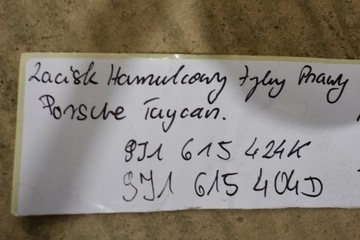 Zacisk Hamulcowy Tylny Prawy
Porsche Taycan.
9J1 615 424K
9J1 615 404D